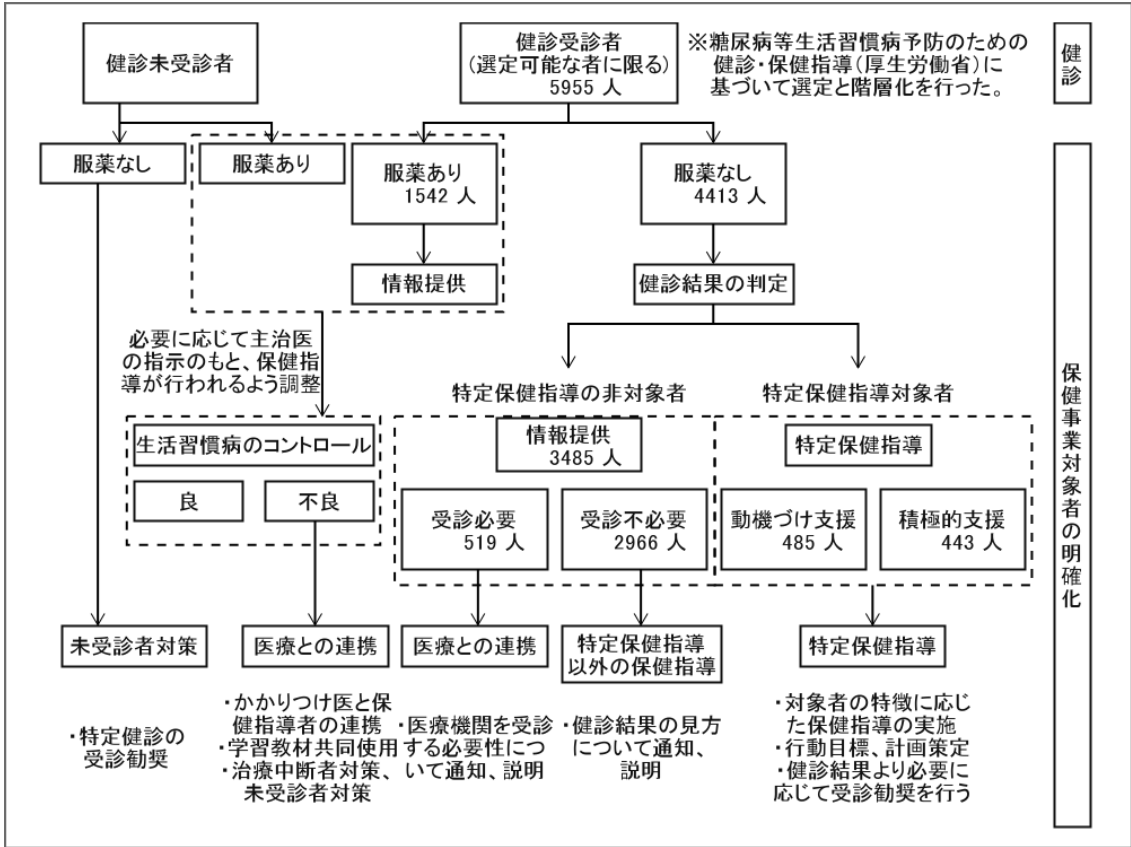 健診未受診者
健診受診者
(選定可能な者に限る)
5955 人
※糖尿病等生活習慣病予防のための
健診・保健指導(厚生労働省)に
基づいて選定と階層化を行った。
健診
服薬なし
服薬あり
服薬あり
1542 人
服薬なし
4413 人
情報提供
健診結果の判定
必要に応じて主治医
の指示のもと、保健指
導が行われるよう調整
特定保健指導の非対象者
特定保健指導対象者
保健事業対象者の明確化
生活習慣病のコントロール
良
不良
情報提供
3485 人
特定保健指導
受診必要
519 人
受診不必要
2966 人
動機づけ支援
485 人
積極的支援
443 人
未受診者対策
医療との連携
医療との連携
特定保健指導
以外の保健指導
特定保健指導
・特定健診の
受診勧奨
・かかりつけ医と保
健指導者の連携
・学習教材共同使用
・治療中断者対策、
未受診者対策
・医療機関を受診
する必要性につ
いて通知、説明
・健診結果の見方
について通知、
説明
・対象者の特徴に応じ
た保健指導の実施
・行動目標、計画策定
・健診結果より必要に
応じて受診勧奨を行う